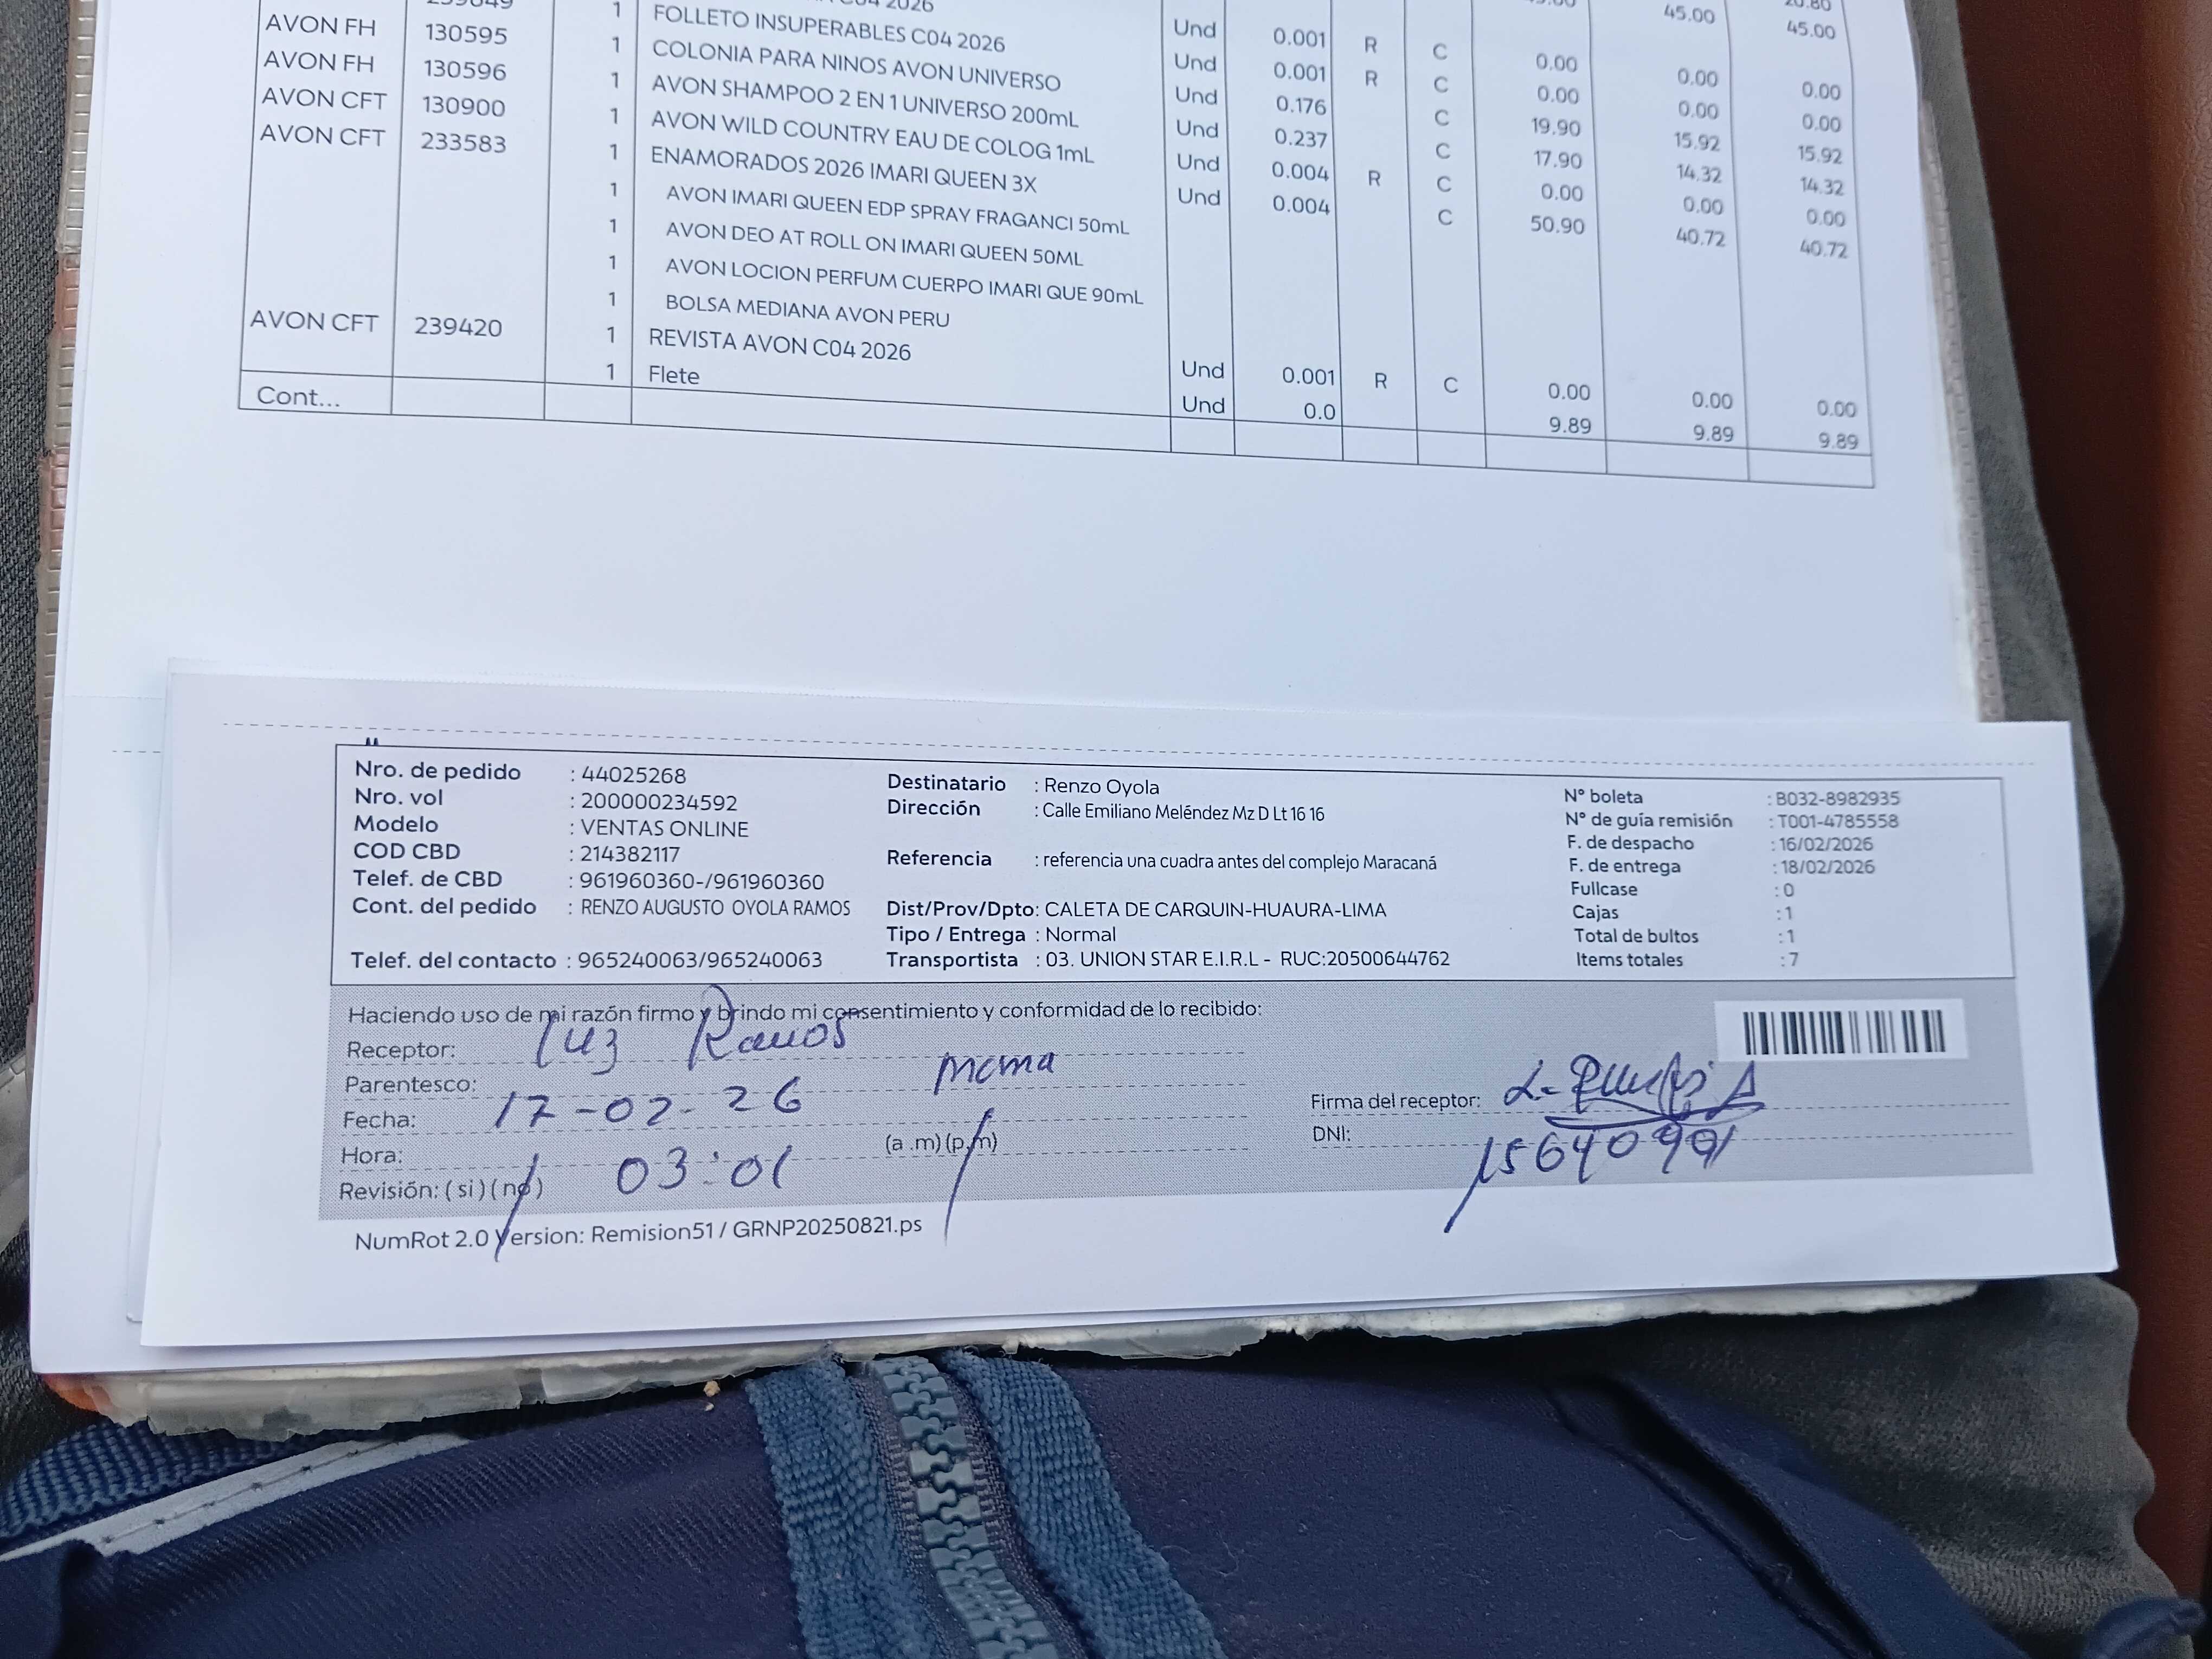 C04 2026 45.00 20.80
AVON FH 130595 1 FOLLETO INSUPERABLES C04 2026 Und 0.001 R C 0.00 45.00 45.00
AVON FH 130596 1 COLONIA PARA NINOS AVON UNIVERSO Und 0.001 R C 0.00 0.00 0.00
AVON CFT 130900 1 AVON SHAMPOO 2 EN 1 UNIVERSO 200mL Und 0.176 C 19.90 0.00 0.00
AVON CFT 233583 1 AVON WILD COUNTRY EAU DE COLOG 1mL Und 0.237 C 17.90 15.92 15.92
1 ENAMORADOS 2026 IMARI QUEEN 3X Und 0.004 R C 0.00 14.32 14.32
1 AVON IMARI QUEEN EDP SPRAY FRAGANCI 50mL Und 0.004 C 50.90 0.00 0.00
1 AVON DEO AT ROLL ON IMARI QUEEN 50ML 40.72 40.72
1 AVON LOCION PERFUM CUERPO IMARI QUE 90mL
1 BOLSA MEDIANA AVON PERU
AVON CFT 239420 1 REVISTA AVON C04 2026 Und 0.001 R C 0.00 0.00 0.00
1 Flete Und 0.0 9.89 9.89 9.89
Cont...
Nro. de pedido : 44025268
Nro. vol : 200000234592
Modelo : VENTAS ONLINE
COD CBD : 214382117
Telef. de CBD : 961960360-/961960360
Cont. del pedido : RENZO AUGUSTO OYOLA RAMOS
Telef. del contacto : 965240063/965240063
Destinatario : Renzo Oyola
Dirección : Calle Emiliano Meléndez Mz D Lt 16 16
Referencia : referencia una cuadra antes del complejo Maracaná
Dist/Prov/Dpto: CALETA DE CARQUIN-HUAURA-LIMA
Tipo / Entrega : Normal
Transportista : 03. UNION STAR E.I.R.L - RUC:20500644762
N° boleta : B032-8982935
N° de guía remisión : T001-4785558
F. de despacho : 16/02/2026
F. de entrega : 18/02/2026
Fullcase : 0
Cajas : 1
Total de bultos : 1
Items totales : 7
Haciendo uso de mi razón firmo y brindo mi consentimiento y conformidad de lo recibido:
Receptor: Luz Ramos
Parentesco: mama
Fecha: 17-02-26
Hora: 03:01 (a .m) (p.m)
Revisión: ( si ) ( no )
Firma del receptor:
DNI: 15640991
NumRot 2.0 Version: Remision51 / GRNP20250821.ps